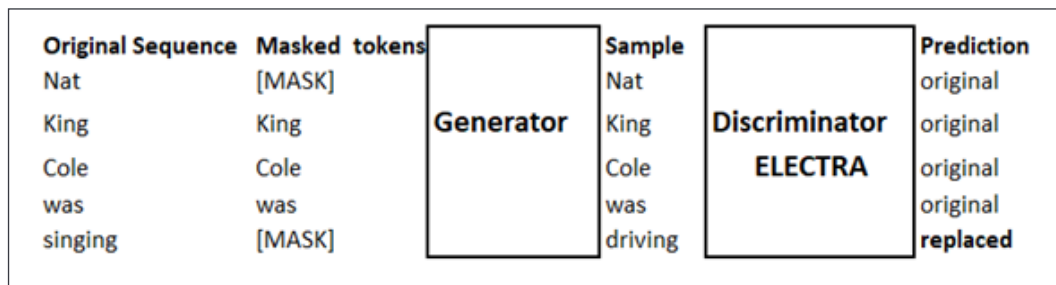 Original Sequence Masked tokens Sample Prediction
Nat [MASK] Nat original
King King Generator King Discriminator original
Cole Cole Cole ELECTRA original
was was was original
singing [MASK] driving replaced